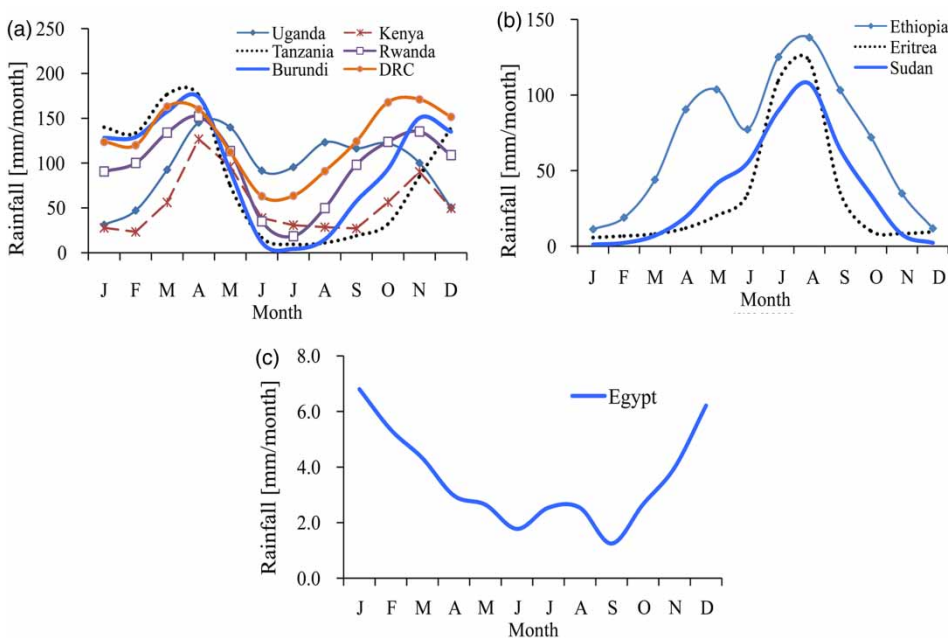 (a)
Uganda Kenya
Tanzania Rwanda
Burundi DRC
Rainfall [mm/month]
250
200
150
100
50
0
J F M A M J J A S O N D
Month
(b)
Ethiopia
Eritrea
Sudan
Rainfall [mm/month]
150
100
50
0
J F M A M J J A S O N D
Month
(c)
Egypt
Rainfall [mm/month]
8.0
6.0
4.0
2.0
0.0
J F M A M J J A S O N D
Month